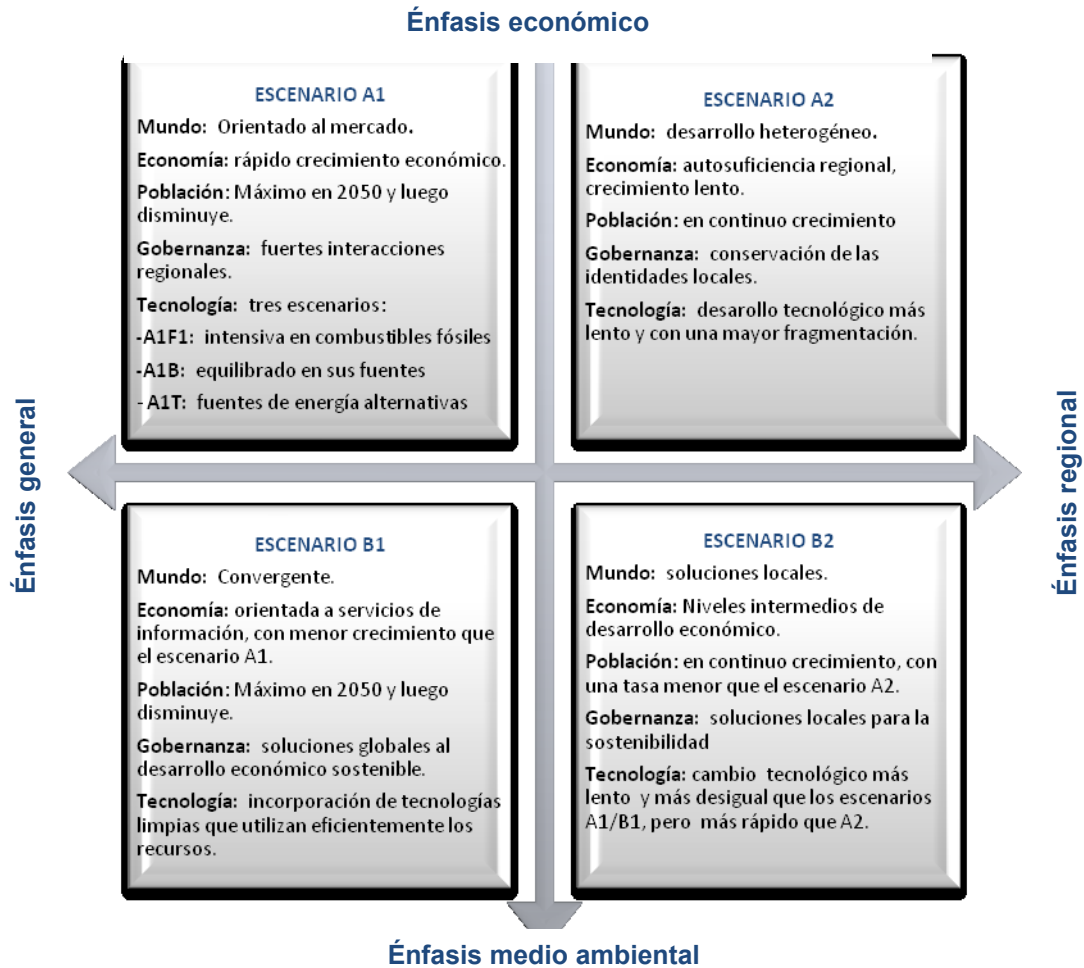 Énfasis económico
ESCENARIO A1
Mundo: Orientado al mercado.
Economía: rápido crecimiento económico.
Población: Máximo en 2050 y luego
disminuye.
Gobernanza: fuertes interacciones
regionales.
Tecnología: tres escenarios:
-A1F1: intensiva en combustibles fósiles
-A1B: equilibrado en sus fuentes
- A1T: fuentes de energía alternativas
ESCENARIO A2
Mundo: desarrollo heterogéneo.
Economía: autosuficiencia regional,
crecimiento lento.
Población: en continuo crecimiento
Gobernanza: conservación de las
identidades locales.
Tecnología: desarollo tecnológico más
lento y con una mayor fragmentación.
Énfasis general
Énfasis regional
ESCENARIO B1
Mundo: Convergente.
Economía: orientada a servicios de
información, con menor crecimiento que
el escenario A1.
Población: Máximo en 2050 y luego
disminuye.
Gobernanza: soluciones globales al
desarrollo económico sostenible.
Tecnología: incorporación de tecnologías
limpias que utilizan eficientemente los
recursos.
ESCENARIO B2
Mundo: soluciones locales.
Economía: Niveles intermedios de
desarrollo económico.
Población: en continuo crecimiento, con
una tasa menor que el escenario A2.
Gobernanza: soluciones locales para la
sostenibilidad
Tecnología: cambio tecnológico más
lento y más desigual que los escenarios
A1/B1, pero más rápido que A2.
Énfasis medio ambiental